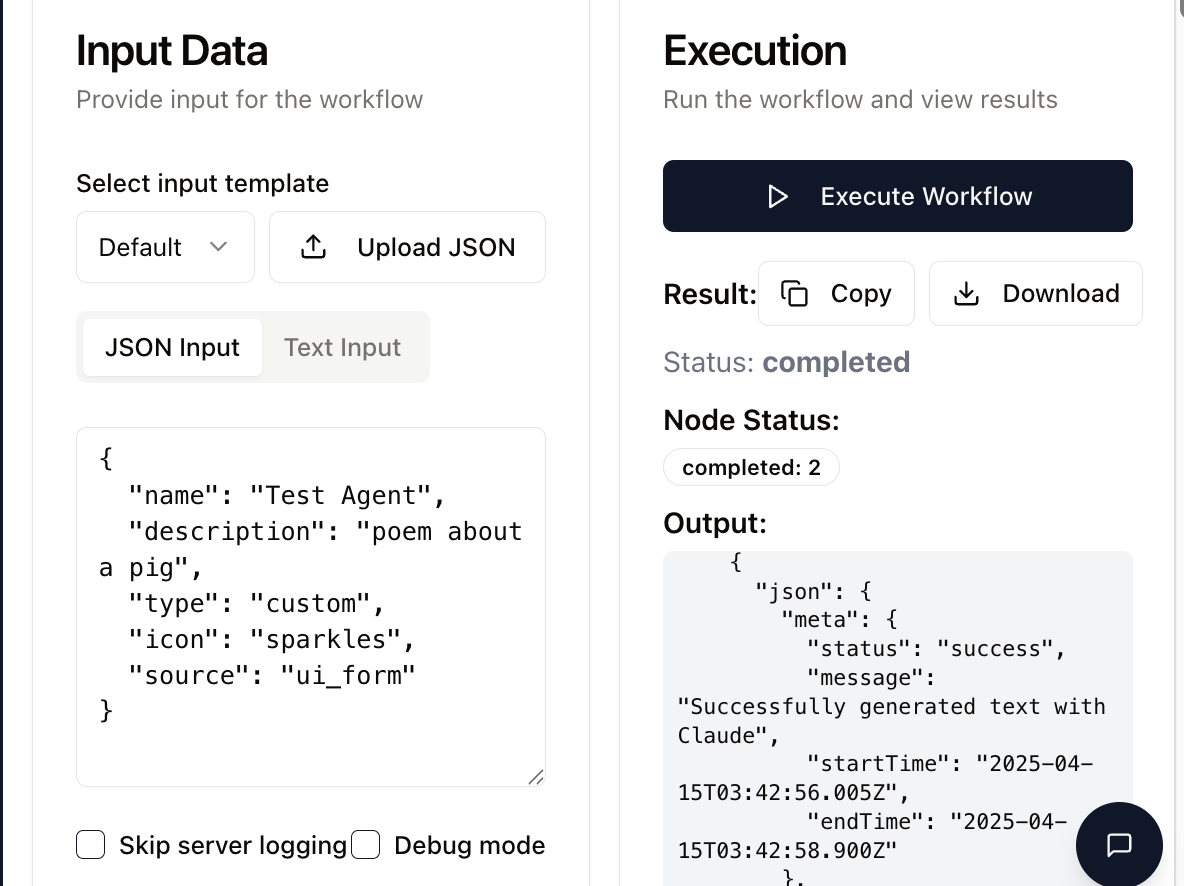 Input Data
Provide input for the workflow
Select input template
Default
Upload JSON
JSON Input
Text Input
{
  "name": "Test Agent",
  "description": "poem about
a pig",
  "type": "custom",
  "icon": "sparkles",
  "source": "ui_form"
}
Skip server logging
Debug mode
Execution
Run the workflow and view results
Execute Workflow
Result:
Copy
Download
Status: completed
Node Status:
completed: 2
Output:
    {
      "json": {
        "meta": {
          "status": "success",
          "message":
"Successfully generated text with
Claude",
          "startTime": "2025-04-
15T03:42:56.005Z",
          "endTime": "2025-04-
15T03:42:58.900Z"
        },